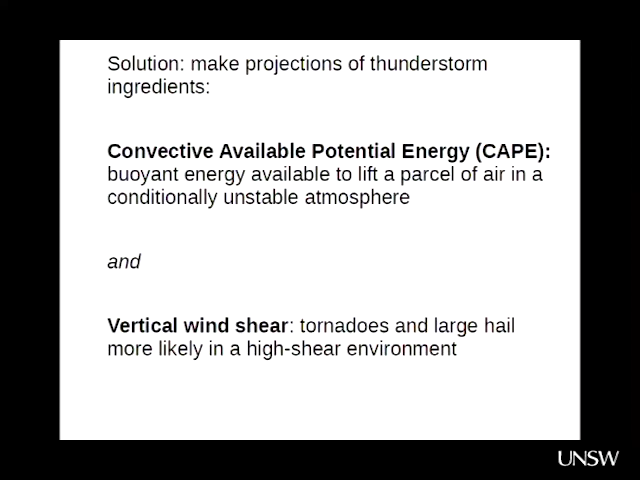 Solution: make projections of thunderstorm
ingredients:
Convective Available Potential Energy (CAPE):
buoyant energy available to lift a parcel of air in a
conditionally unstable atmosphere
and
Vertical wind shear: tornadoes and large hail
more likely in a high-shear environment
UNSW